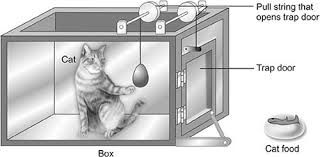 Pull string that
opens trap door
Cat
Trap door
Box
Cat food